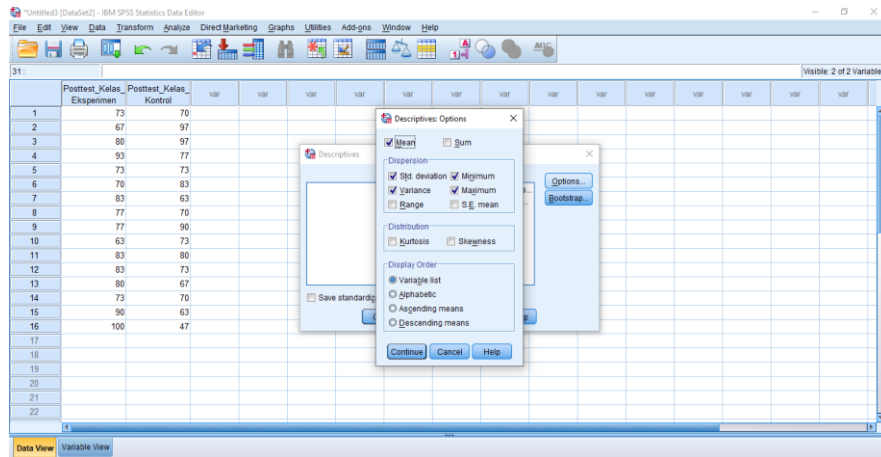 *Untitled3 [DataSet2] - IBM SPSS Statistics Data Editor
File Edit View Data Transform Analyze Direct Marketing Graphs Utilities Add-ons Window Help
31 :
Visible: 2 of 2 Variable
Posttest_Kelas_Eksperimen Posttest_Kelas_Kontrol var var var var var var var var var var var var var
1 73 70
2 67 97
3 80 97
4 93 77
5 73 73
6 70 83
7 83 63
8 77 70
9 77 90
10 63 73
11 83 80
12 83 73
13 80 67
14 73 70
15 90 63
16 100 47
17
18
19
20
21
22
Descriptives
Options...
Bootstrap...
Save standardiz
Descriptives: Options
Mean Sum
Dispersion
Std. deviation Minimum
Variance Maximum
Range S.E. mean
Distribution
Kurtosis Skewness
Display Order
Variable list
Alphabetic
Ascending means
Descending means
Continue Cancel Help
Data View Variable View